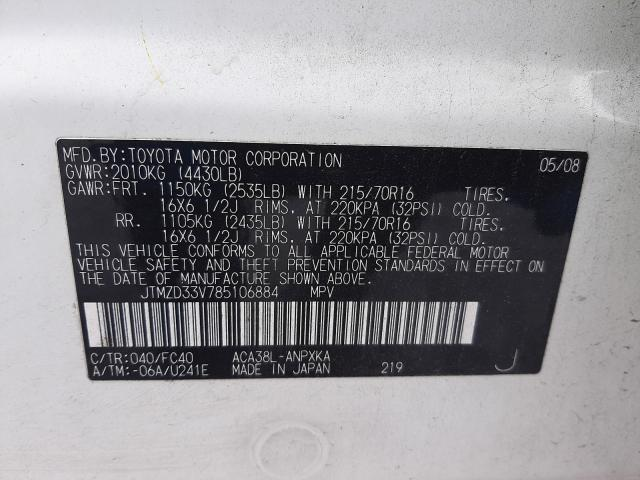 MFD.BY:TOYOTA MOTOR CORPORATION 05/08
GVWR:2010KG (4430LB)
GAWR:FRT. 1150KG (2535LB) WITH 215/70R16 TIRES.
16X6 1/2J RIMS. AT 220KPA (32PSI) COLD.
RR. 1105KG (2435LB) WITH 215/70R16 TIRES.
16X6 1/2J RIMS. AT 220KPA (32PSI) COLD.
THIS VEHICLE CONFORMS TO ALL APPLICABLE FEDERAL MOTOR
VEHICLE SAFETY AND THEFT PREVENTION STANDARDS IN EFFECT ON
THE DATE OF MANUFACTURE SHOWN ABOVE.
JTMZD33V785106884 MPV
C/TR:040/FC40 ACA38L-ANPXKA
A/TM:-06A/U241E MADE IN JAPAN 219 J